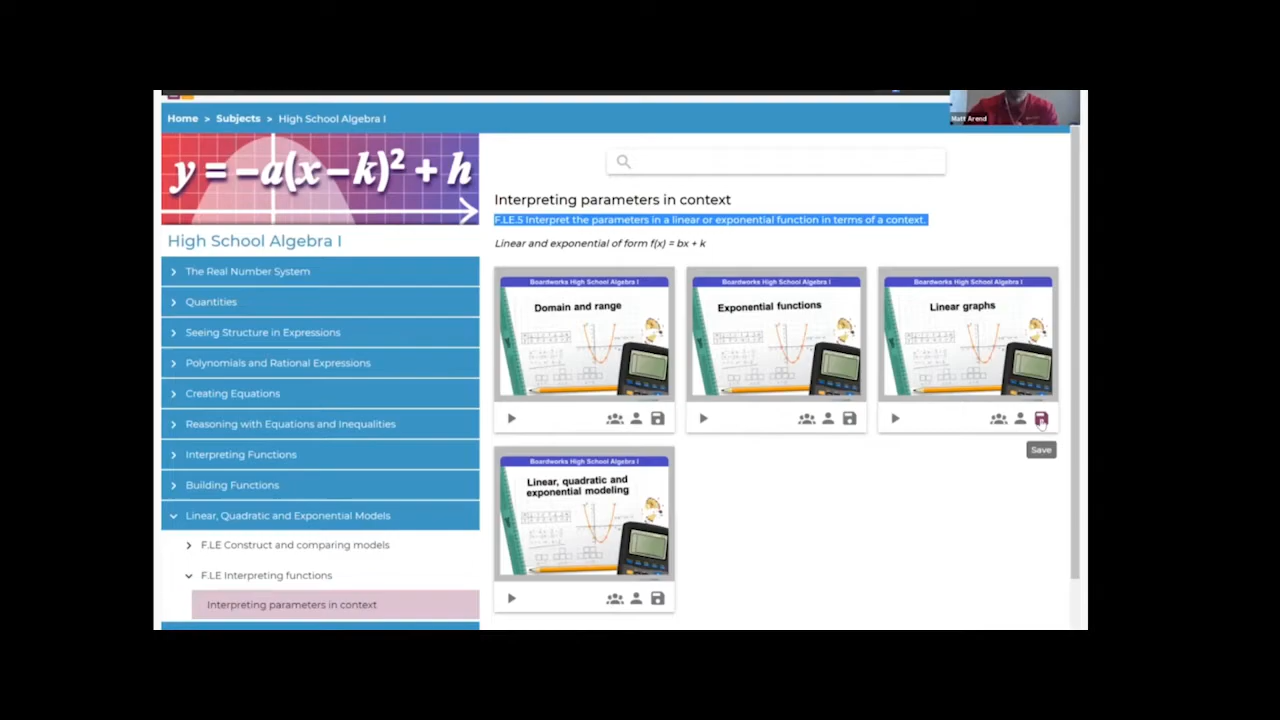 Home > Subjects > High School Algebra I
Matt Arend
y = -a(x-k)² + h
High School Algebra I
The Real Number System
Quantities
Seeing Structure in Expressions
Polynomials and Rational Expressions
Creating Equations
Reasoning with Equations and Inequalities
Interpreting Functions
Building Functions
Linear, Quadratic and Exponential Models
F.LE Construct and comparing models
F.LE Interpreting functions
Interpreting parameters in context
Interpreting parameters in context
F.LE.5 Interpret the parameters in a linear or exponential function in terms of a context.
Linear and exponential of form f(x) = bx + k
Boardworks High School Algebra I
Domain and range
Boardworks High School Algebra I
Exponential functions
Boardworks High School Algebra I
Linear graphs
Save
Boardworks High School Algebra I
Linear, quadratic and
exponential modeling